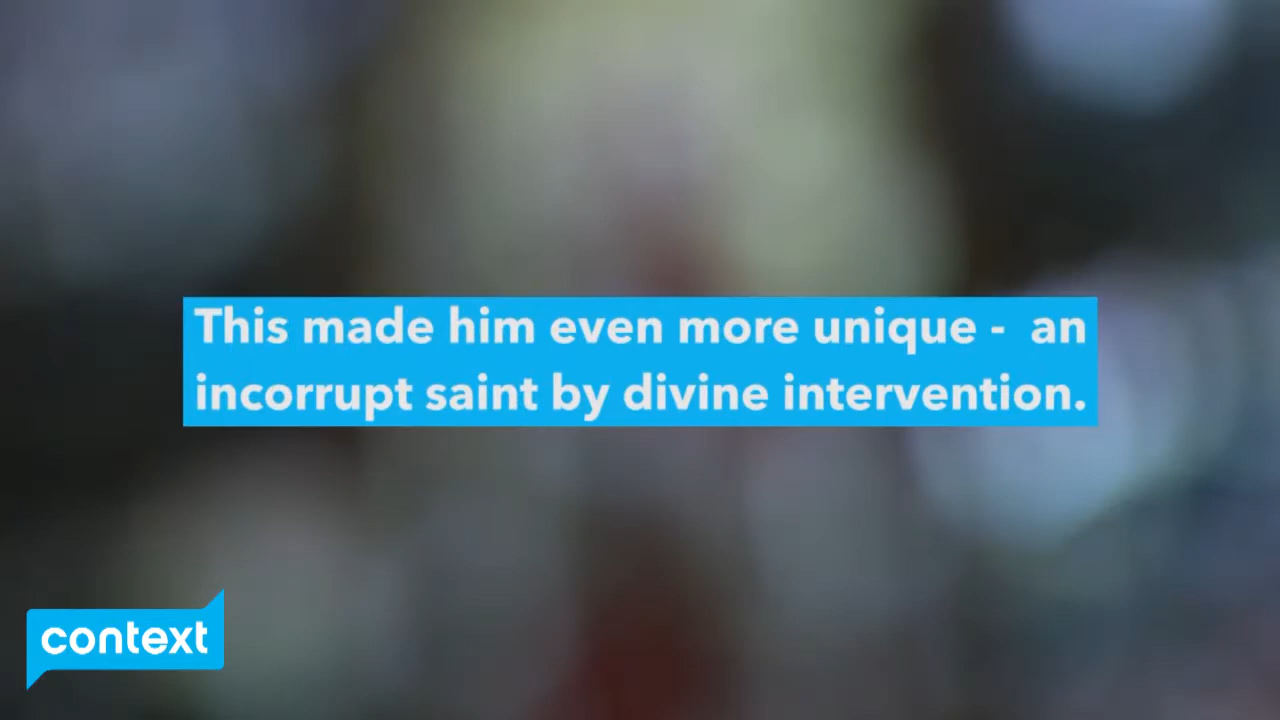 This made him even more unique -  an
incorrupt saint by divine intervention.
context